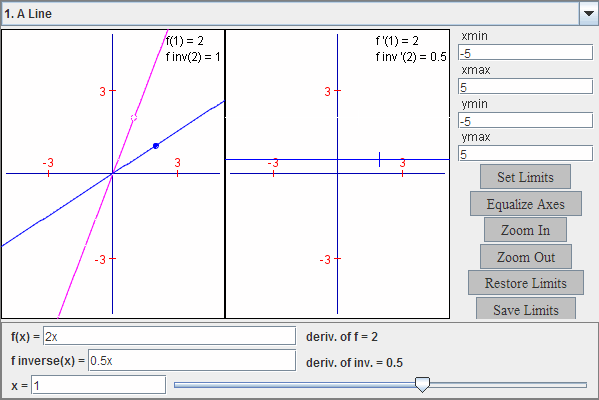 1. A Line
f(1) = 2
f inv(2) = 1
3
-3
3
-3
f '(1) = 2
f inv '(2) = 0.5
3
-3
3
-3
xmin
-5
xmax
5
ymin
-5
ymax
5
Set Limits
Equalize Axes
Zoom In
Zoom Out
Restore Limits
Save Limits
f(x) = 2x
deriv. of f = 2
f inverse(x) = 0.5x
deriv. of inv. = 0.5
x = 1